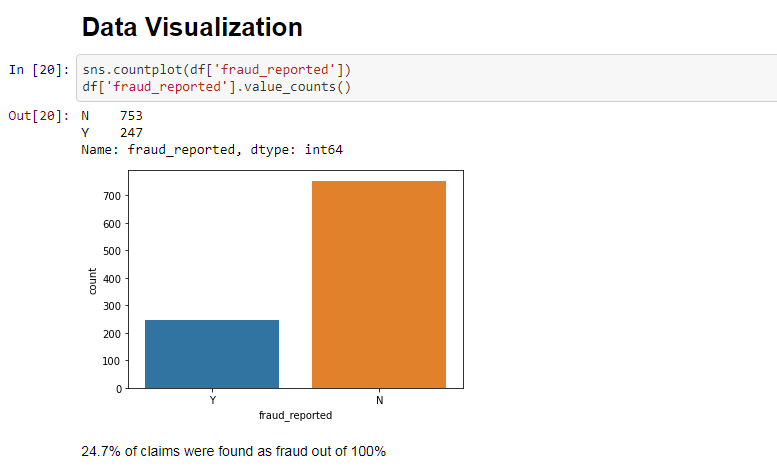 Data Visualization
In [20]: sns.countplot(df['fraud_reported'])
df['fraud_reported'].value_counts()
Out[20]: N    753
Y    247
Name: fraud_reported, dtype: int64
700
600
500
400
300
200
100
0
count
Y N
fraud_reported
24.7% of claims were found as fraud out of 100%